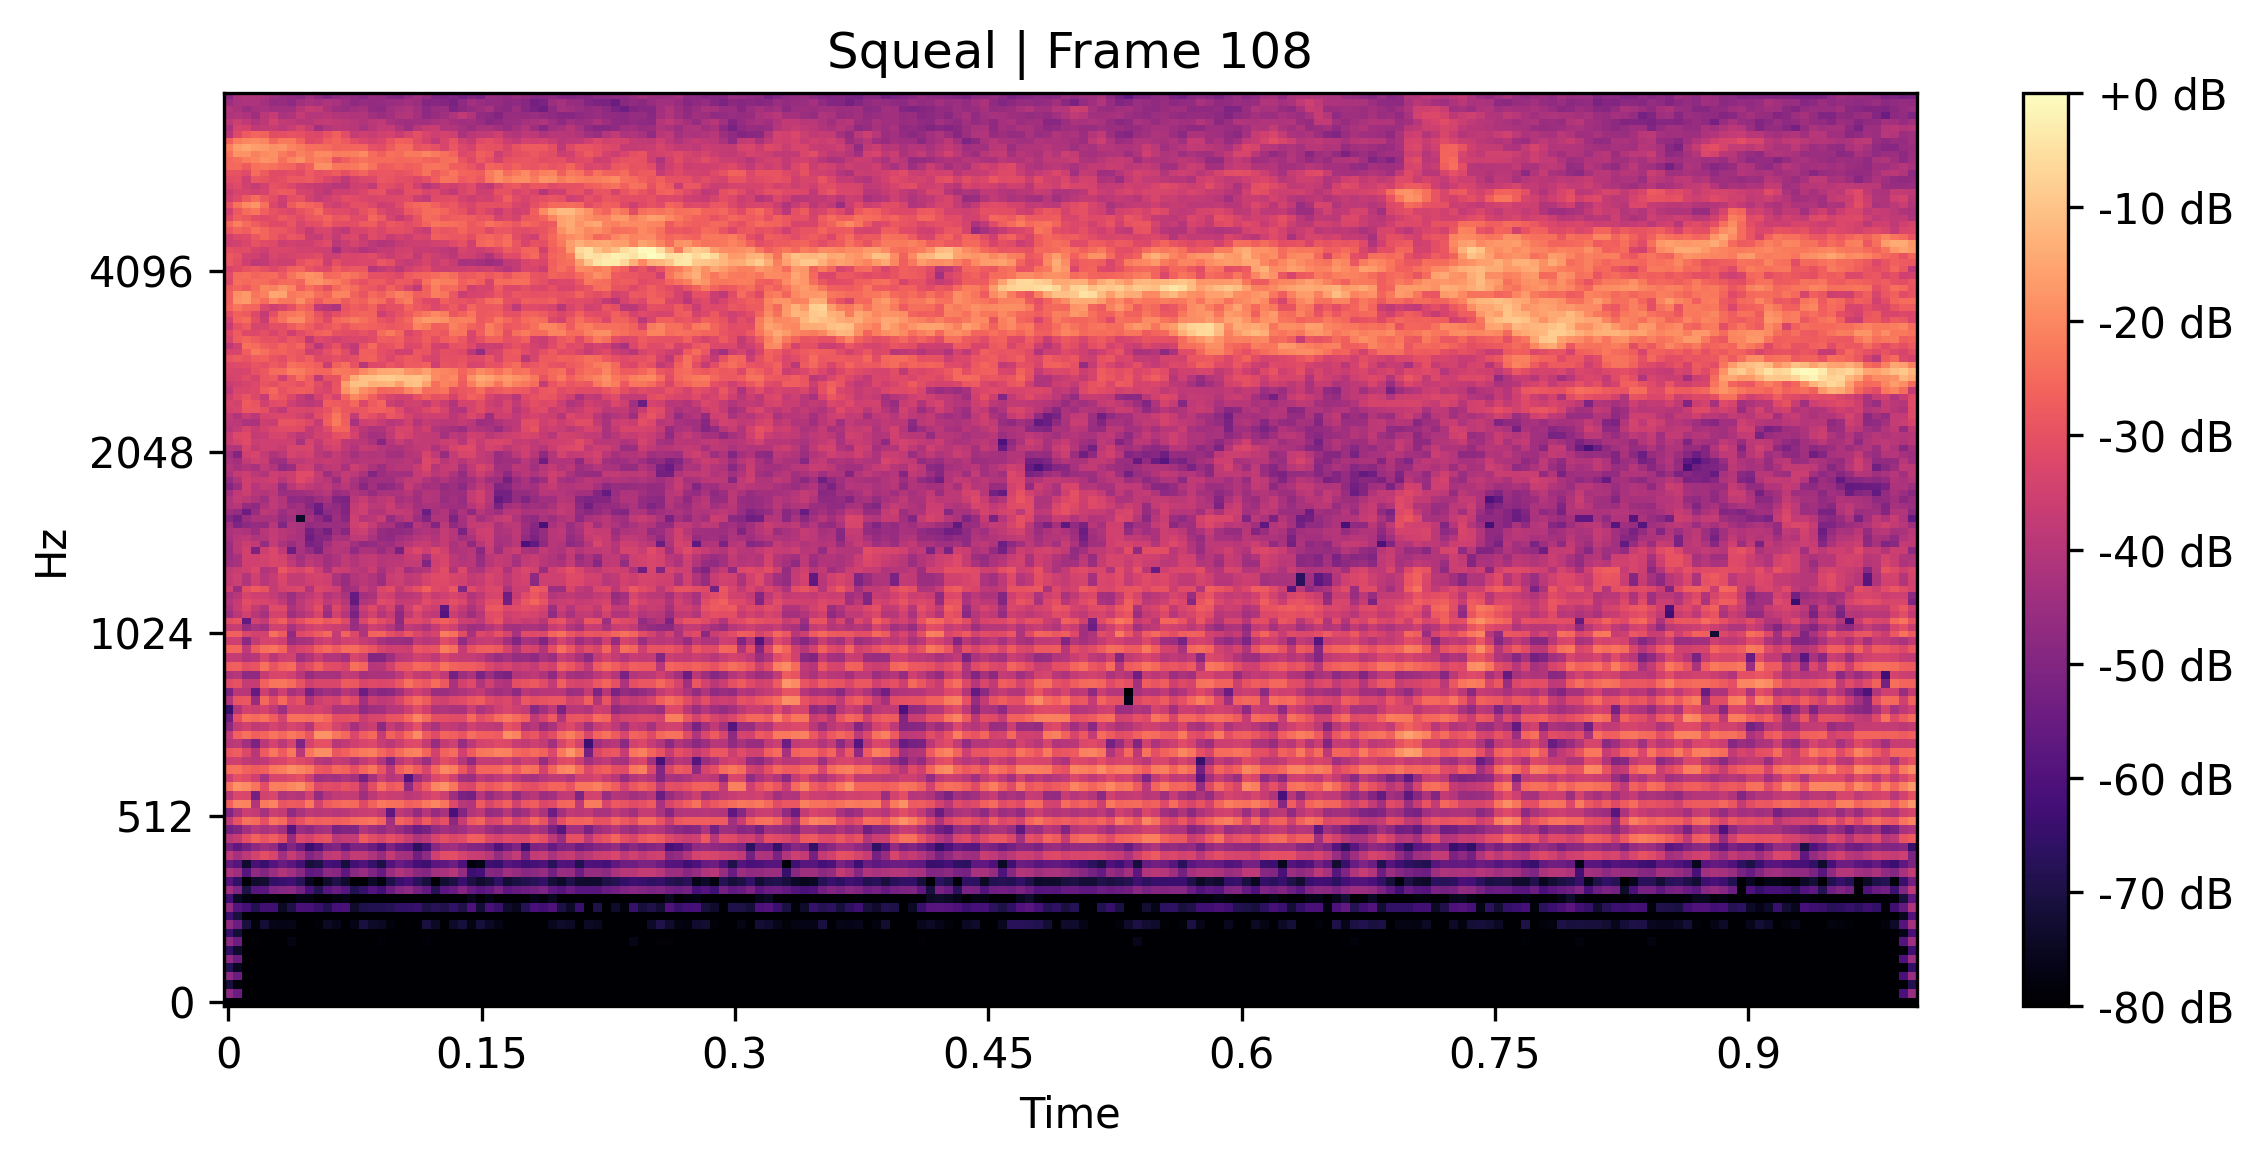 Squeal | Frame 108
+0 dB
-10 dB
-20 dB
-30 dB
-40 dB
-50 dB
-60 dB
-70 dB
-80 dB
Hz
4096
2048
1024
512
0
0 0.15 0.3 0.45 0.6 0.75 0.9
Time